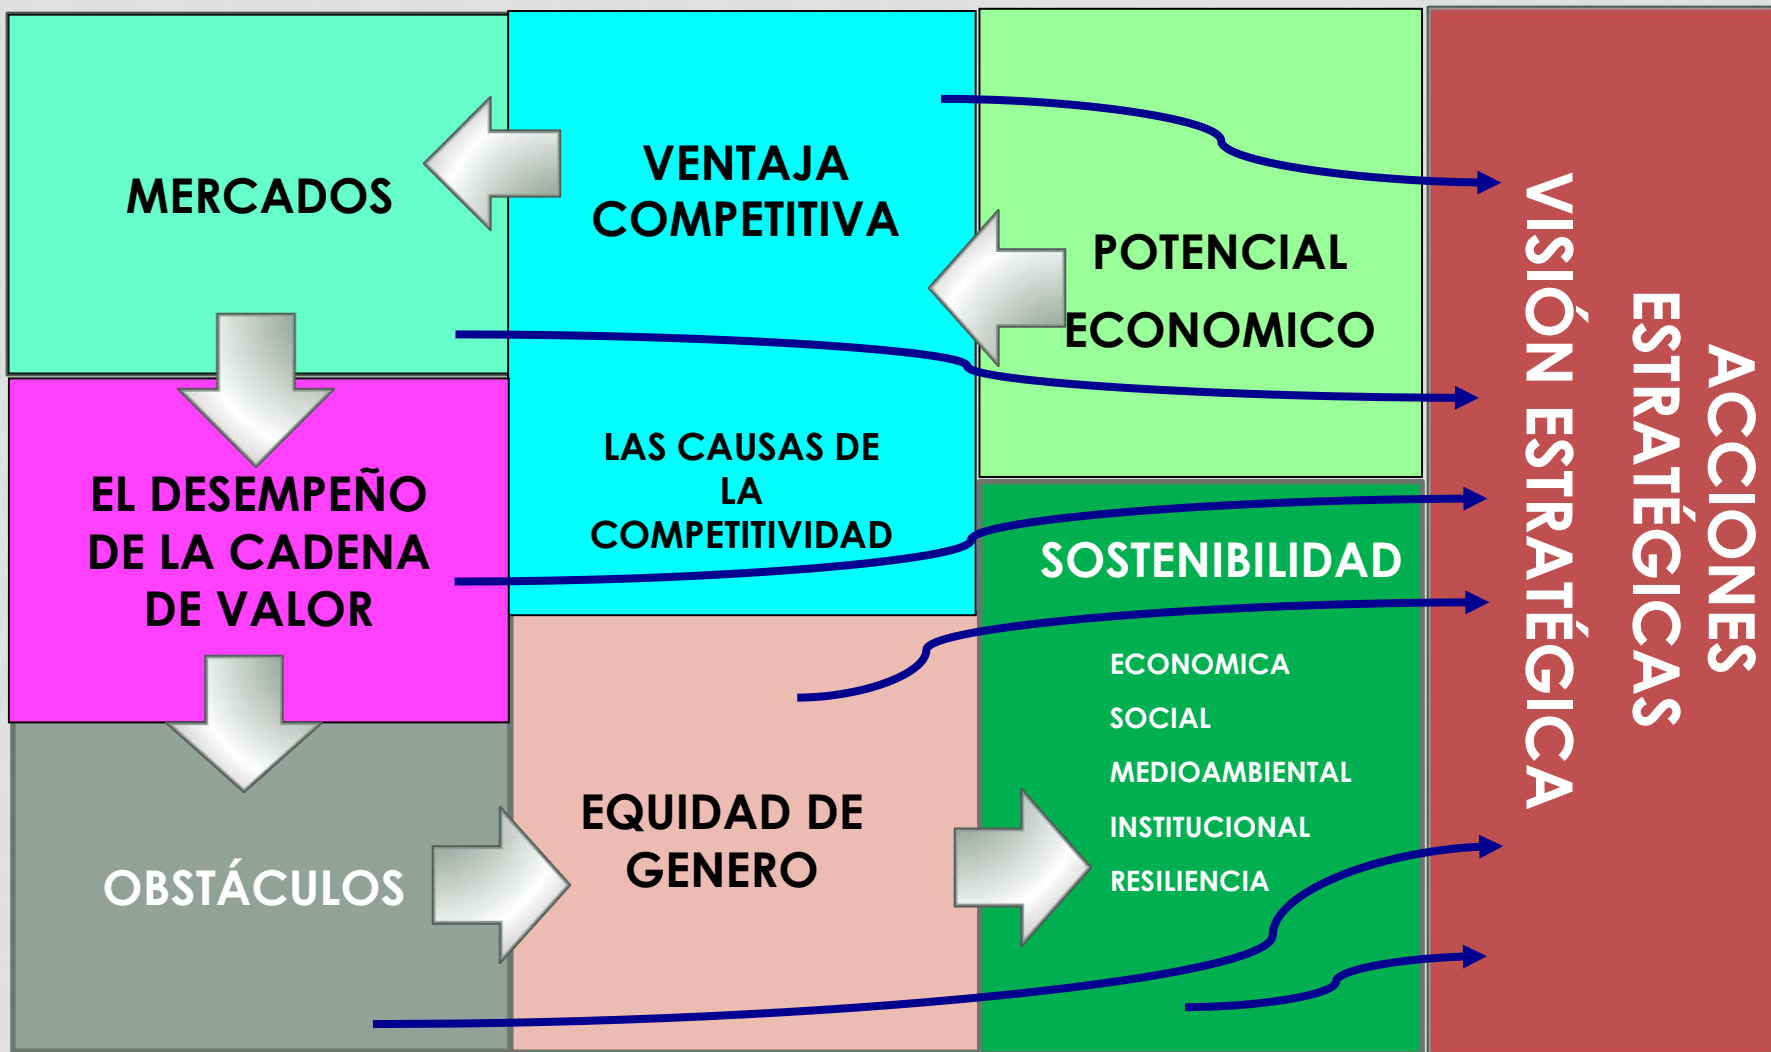 MERCADOS
VENTAJA
COMPETITIVA
LAS CAUSAS DE
LA
COMPETITIVIDAD
POTENCIAL
ECONOMICO
EL DESEMPEÑO
DE LA CADENA
DE VALOR
OBSTÁCULOS
EQUIDAD DE
GENERO
SOSTENIBILIDAD
ECONOMICA
SOCIAL
MEDIOAMBIENTAL
INSTITUCIONAL
RESILIENCIA
ACCIONES
ESTRATÉGICAS
VISIÓN ESTRATÉGICA